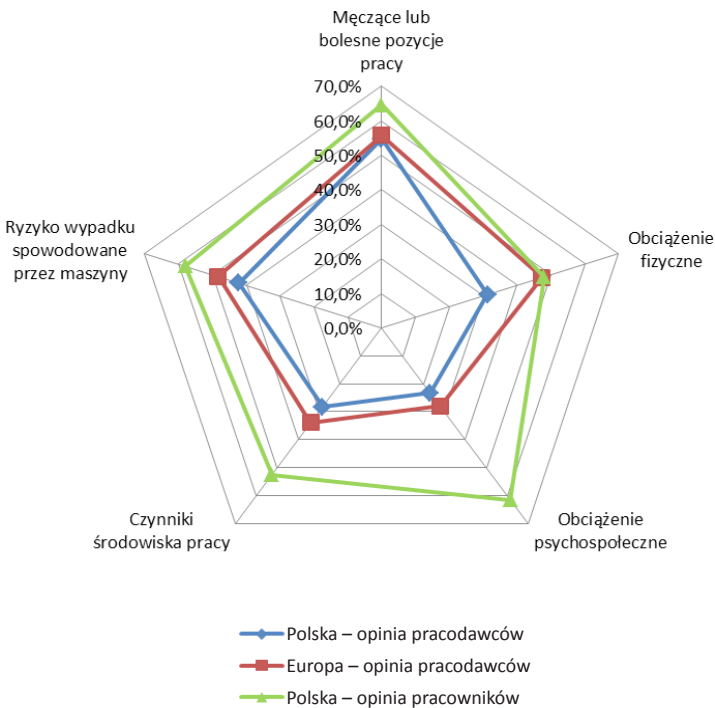 Męczące lub
bolesne pozycje
pracy
70,0%
60,0%
50,0%
40,0%
30,0%
20,0%
10,0%
0,0%
Ryzyko wypadku
spowodowane
przez maszyny
Obciążenie
fizyczne
Czynniki
środowiska pracy
Obciążenie
psychospołeczne
Polska – opinia pracodawców
Europa – opinia pracodawców
Polska – opinia pracowników